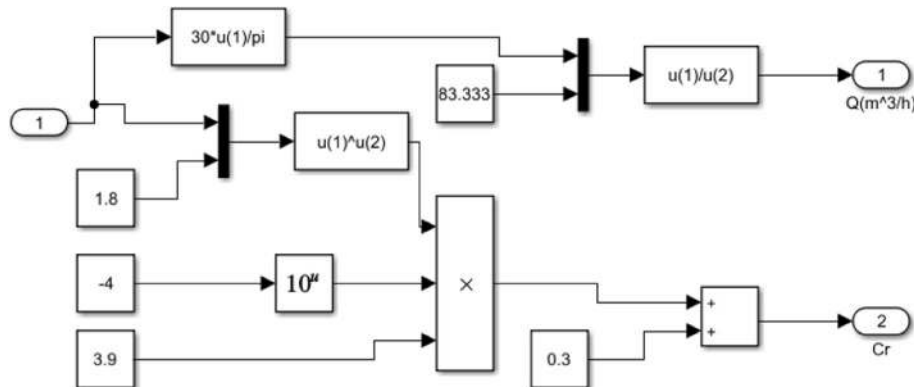 30*u(1)/pi
83.333
u(1)/u(2)
1
Q(m^3/h)
1
u(1)^u(2)
1.8
-4
10^u
×
3.9
0.3
+
+
2
Cr